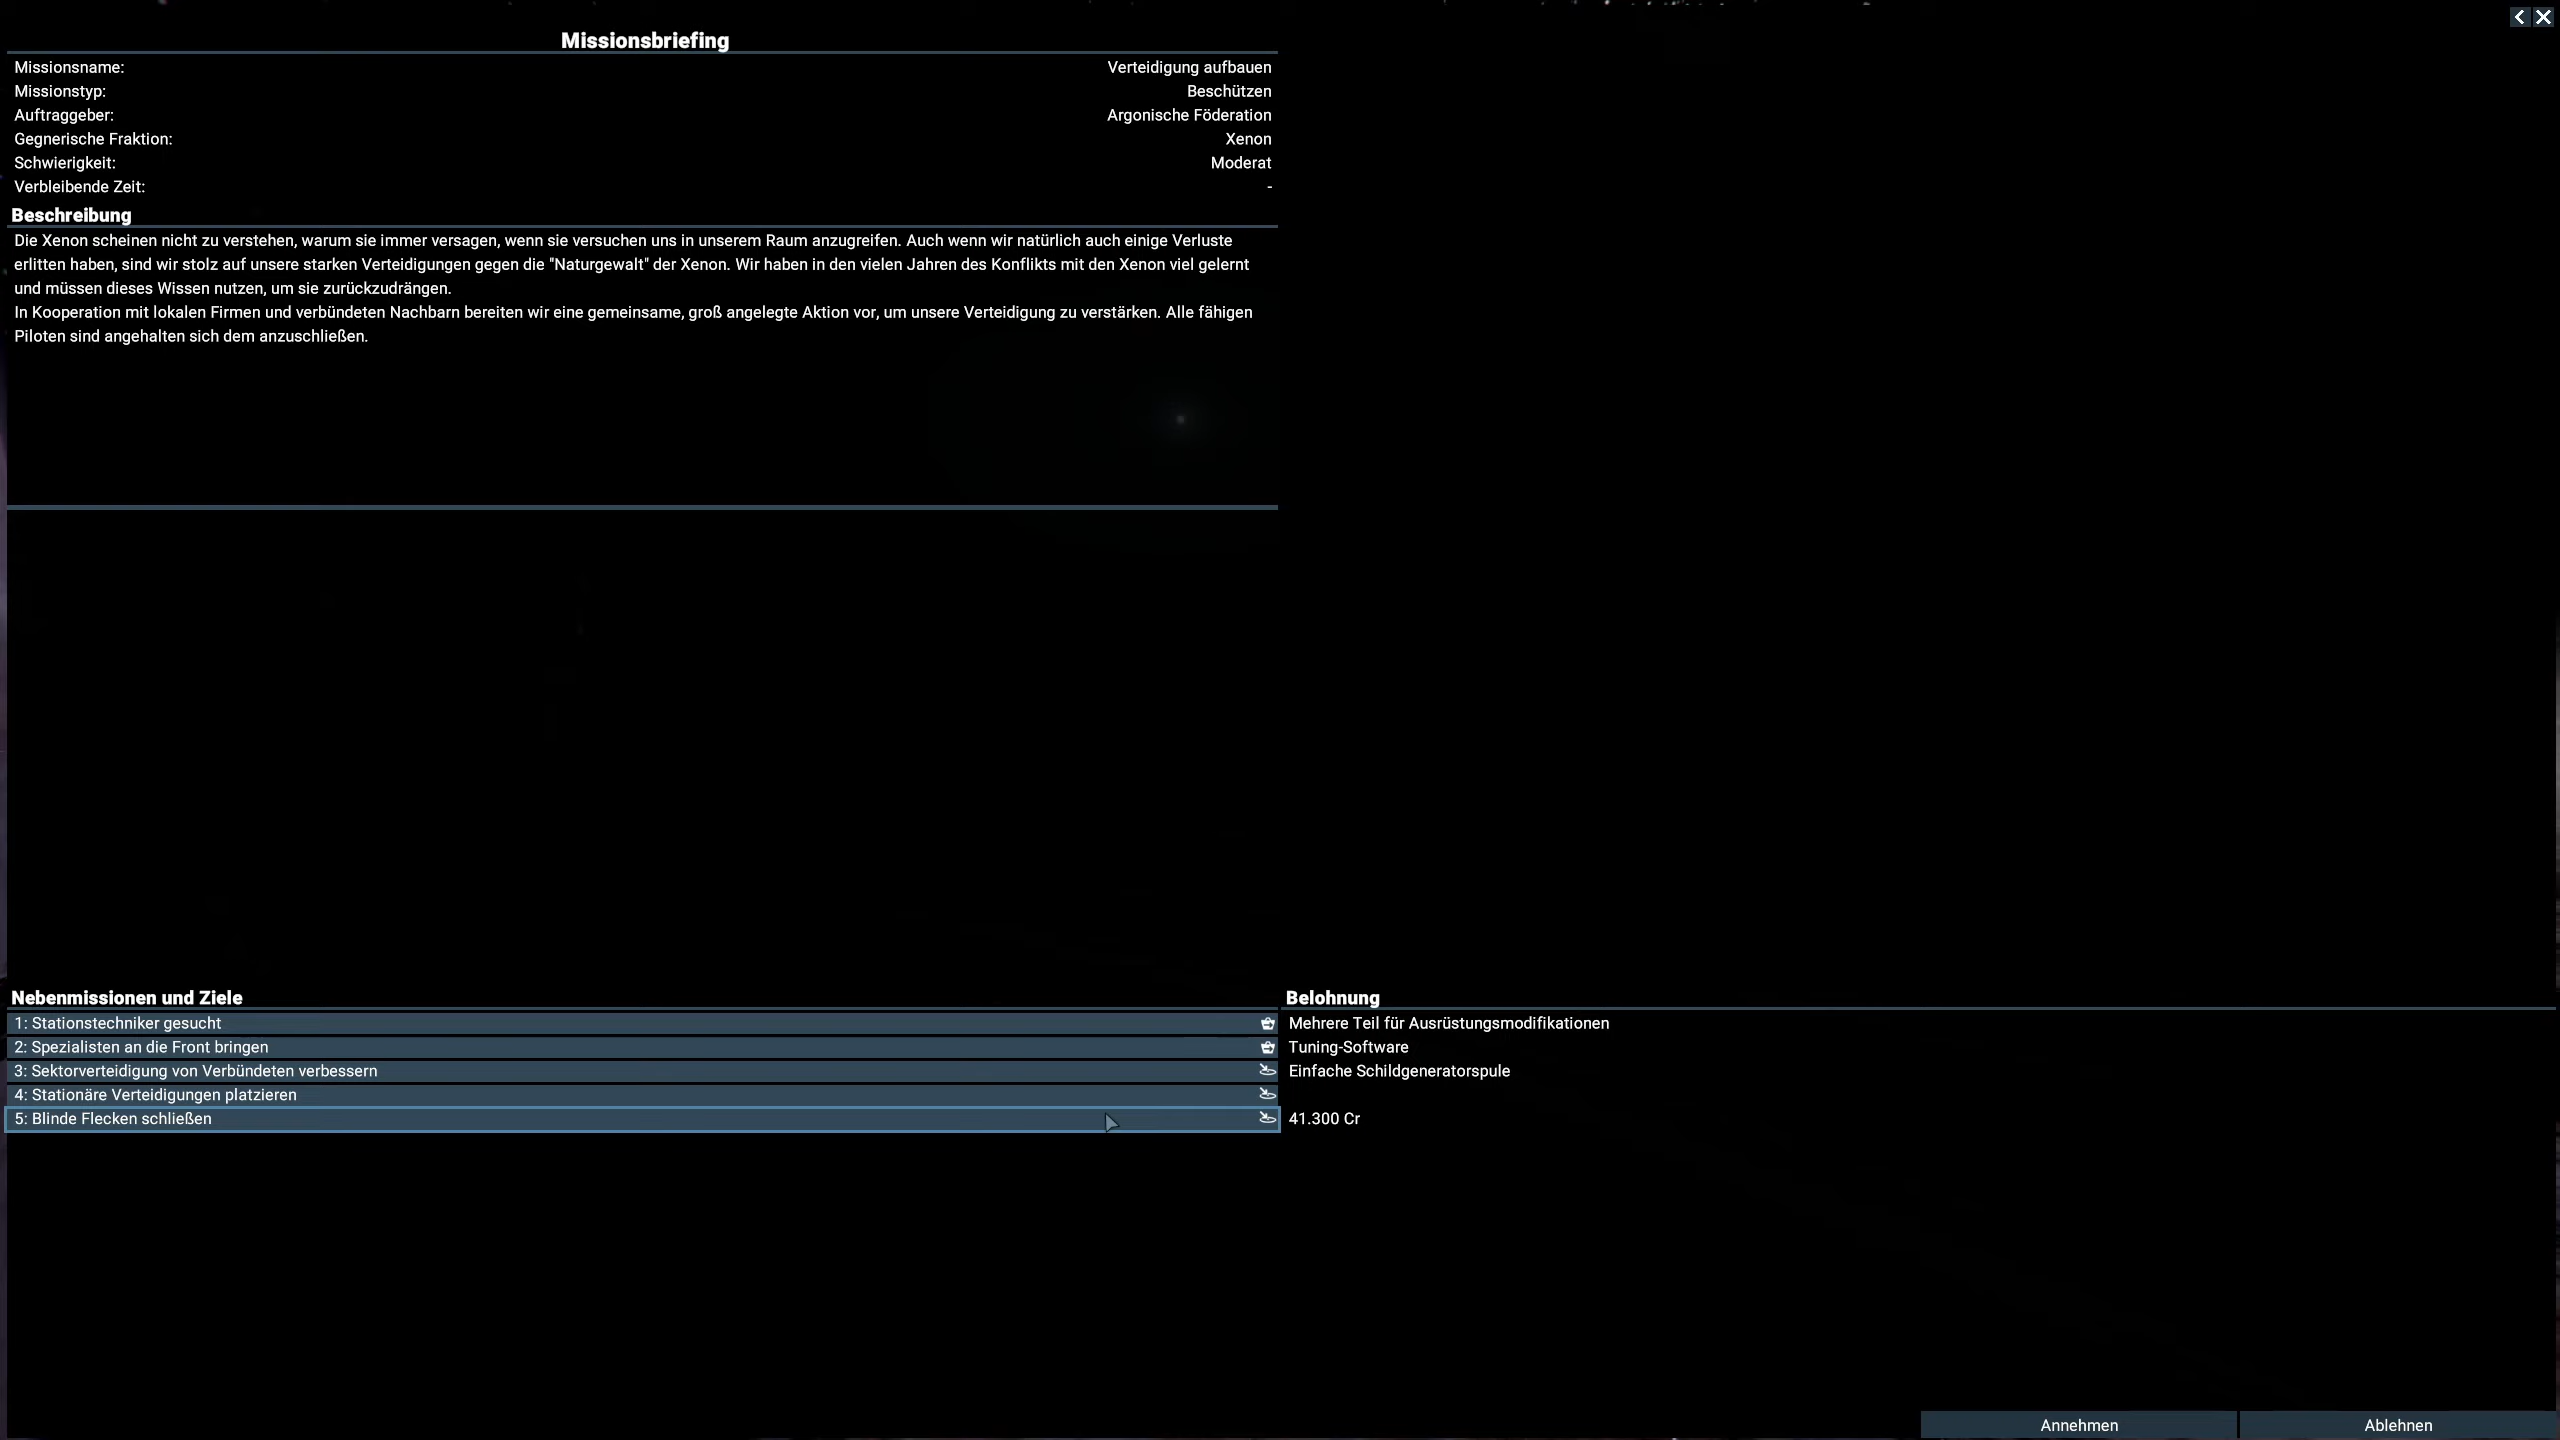 Missionsbriefing
Missionsname: Verteidigung aufbauen
Missionstyp: Beschützen
Auftraggeber: Argonische Föderation
Gegnerische Fraktion: Xenon
Schwierigkeit: Moderat
Verbleibende Zeit: -
Beschreibung
Die Xenon scheinen nicht zu verstehen, warum sie immer versagen, wenn sie versuchen uns in unserem Raum anzugreifen. Auch wenn wir natürlich auch einige Verluste
erlitten haben, sind wir stolz auf unsere starken Verteidigungen gegen die "Naturgewalt" der Xenon. Wir haben in den vielen Jahren des Konflikts mit den Xenon viel gelernt
und müssen dieses Wissen nutzen, um sie zurückzudrängen.
In Kooperation mit lokalen Firmen und verbündeten Nachbarn bereiten wir eine gemeinsame, groß angelegte Aktion vor, um unsere Verteidigung zu verstärken. Alle fähigen
Piloten sind angehalten sich dem anzuschließen.
Nebenmissionen und Ziele
1: Stationstechniker gesucht
2: Spezialisten an die Front bringen
3: Sektorverteidigung von Verbündeten verbessern
4: Stationäre Verteidigungen platzieren
5: Blinde Flecken schließen
Belohnung
Mehrere Teil für Ausrüstungsmodifikationen
Tuning-Software
Einfache Schildgeneratorspule
41.300 Cr
Annehmen
Ablehnen